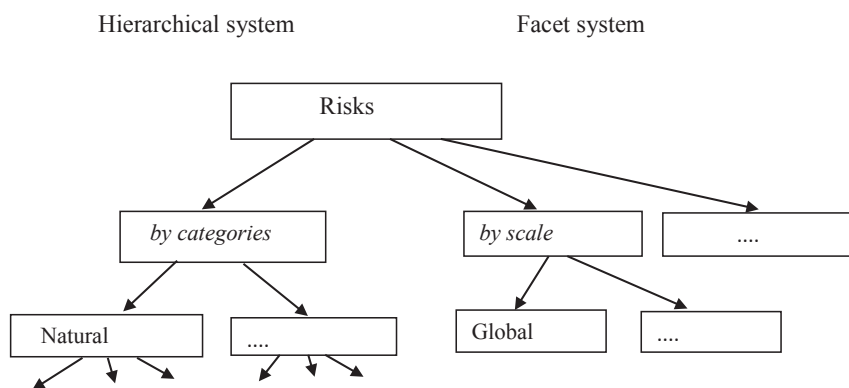 Hierarchical system
Facet system
Risks
by categories
by scale
....
Natural
....
Global
....